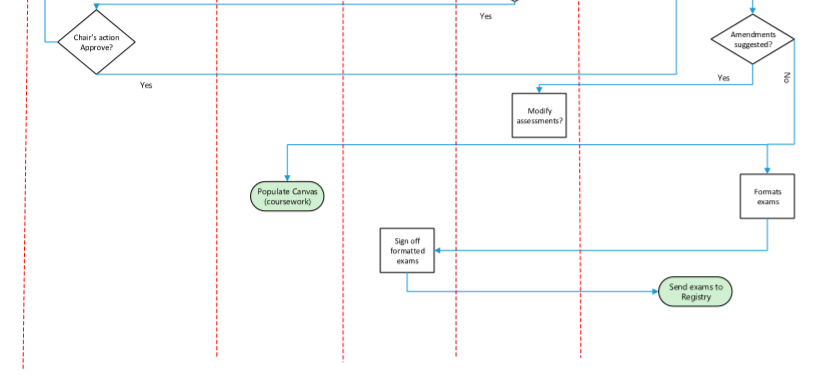 Yes
Chair's action
Approve?
Amendments
suggested?
Yes
No
Yes
Modify
assessments?
Populate Canvas
(coursework)
Formats
exams
Sign off
formatted
exams
Send exams to
Registry